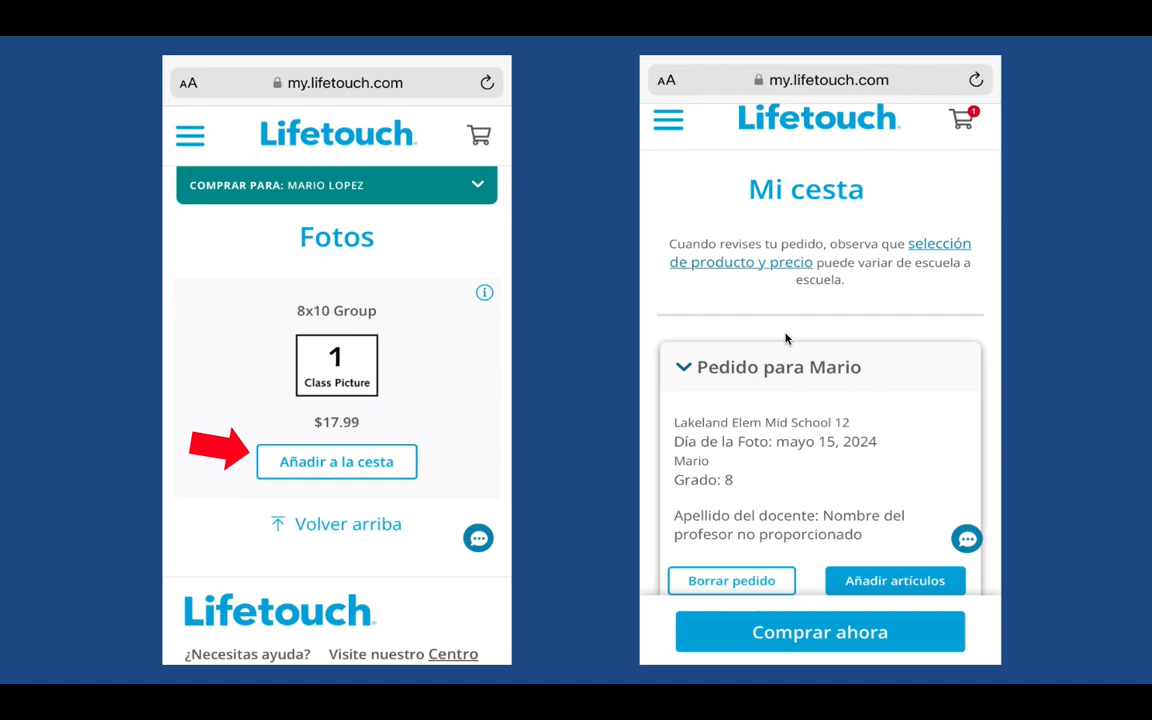 AA my.lifetouch.com
Lifetouch.
COMPRAR PARA: MARIO LOPEZ
Fotos
8x10 Group
1
Class Picture
$17.99
Añadir a la cesta
Volver arriba
Lifetouch.
¿Necesitas ayuda? Visite nuestro Centro
AA my.lifetouch.com
Lifetouch.
1
Mi cesta
Cuando revises tu pedido, observa que selección
de producto y precio puede variar de escuela a
escuela.
Pedido para Mario
Lakeland Elem Mid School 12
Día de la Foto: mayo 15, 2024
Mario
Grado: 8
Apellido del docente: Nombre del
profesor no proporcionado
Borrar pedido
Añadir artículos
Comprar ahora